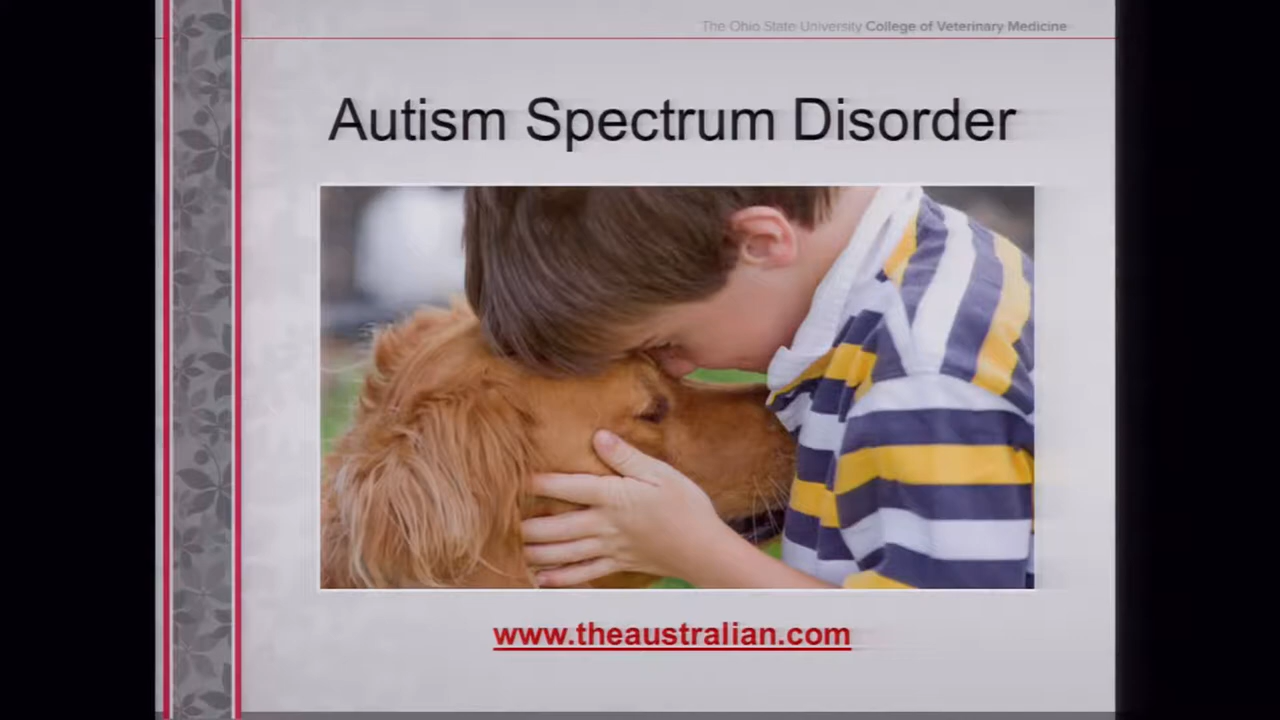 The Ohio State University College of Veterinary Medicine
Autism Spectrum Disorder
www.theaustralian.com